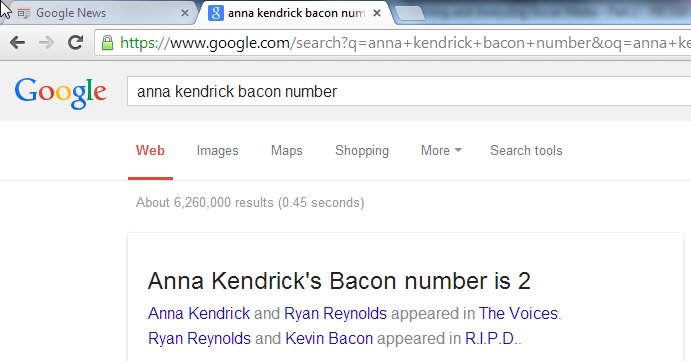 Google News
anna kendrick bacon num
https://www.google.com/search?q=anna+kendrick+bacon+number&oq=anna+ke
Google
anna kendrick bacon number
Web Images Maps Shopping More Search tools
About 6,260,000 results (0.45 seconds)
Anna Kendrick's Bacon number is 2
Anna Kendrick and Ryan Reynolds appeared in The Voices.
Ryan Reynolds and Kevin Bacon appeared in R.I.P.D..